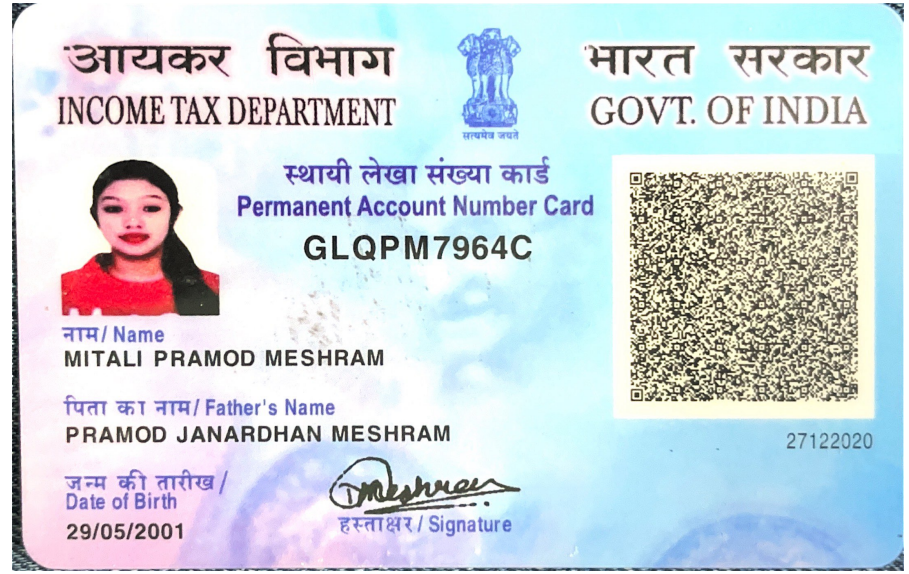 आयकर विभाग
INCOME TAX DEPARTMENT
सत्यमेव जयते
भारत सरकार
GOVT. OF INDIA
स्थायी लेखा संख्या कार्ड
Permanent Account Number Card
GLQPM7964C
नाम / Name
MITALI PRAMOD MESHRAM
पिता का नाम / Father's Name
PRAMOD JANARDHAN MESHRAM
जन्म की तारीख /
Date of Birth
29/05/2001
हस्ताक्षर / Signature
27122020